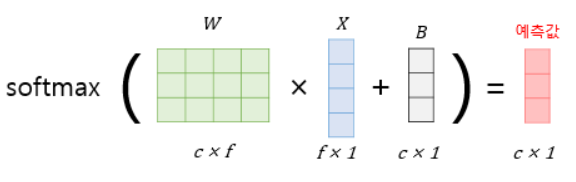 W X B 예측값
softmax ( × + ) =
c × f f × 1 c × 1 c × 1